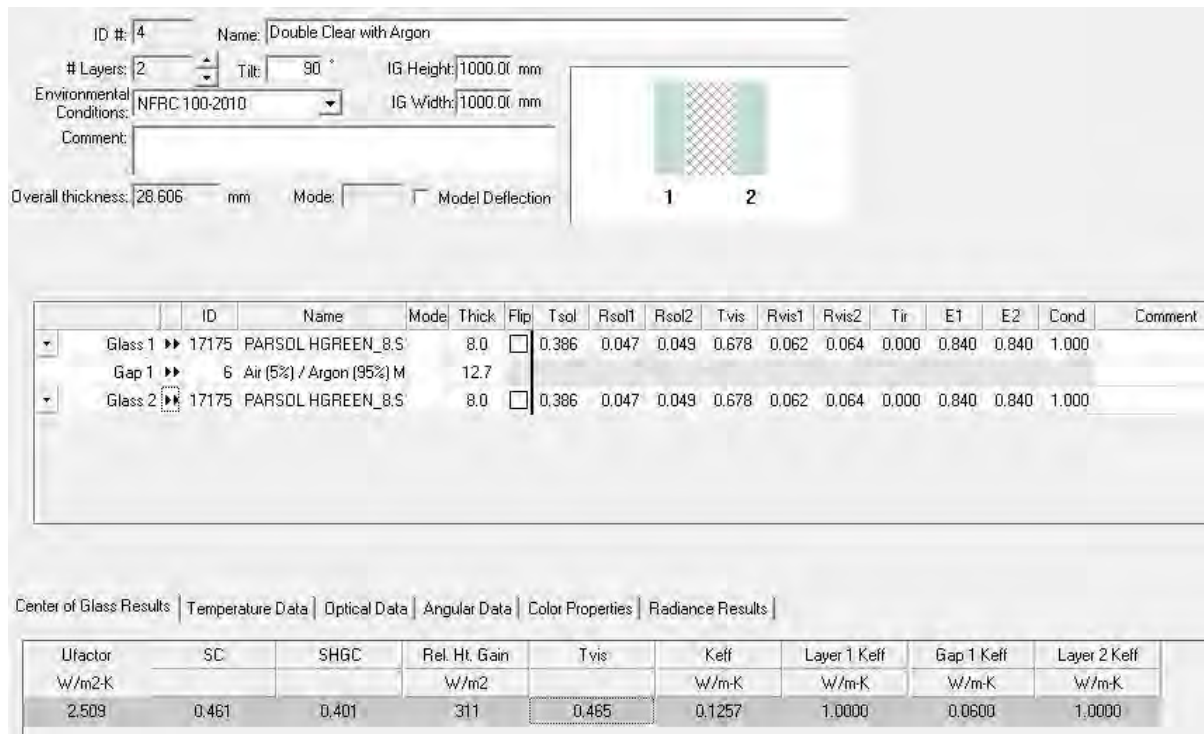 ID #: 4 Name: Double Clear with Argon
# Layers: 2 Tilt: 90 ° IG Height: 1000.00 mm
Environmental Conditions: NFRC 100-2010 IG Width: 1000.00 mm
Comment:
Overall thickness: 28.606 mm Mode: Model Deflection
1 2
ID Name Mode Thick Flip Tsol Rsol1 Rsol2 Tvis Rvis1 Rvis2 Tir E1 E2 Cond Comment
Glass 1 ►► 17175 PARSOL HGREEN_8.S 8.0 0.386 0.047 0.049 0.678 0.062 0.064 0.000 0.840 0.840 1.000
Gap 1 ►► 6 Air (5%) / Argon (95%) M 12.7
Glass 2 ►► 17175 PARSOL HGREEN_8.S 8.0 0.386 0.047 0.049 0.678 0.062 0.064 0.000 0.840 0.840 1.000
Center of Glass Results | Temperature Data | Optical Data | Angular Data | Color Properties | Radiance Results |
Ufactor SC SHGC Rel. Ht. Gain Tvis Keff Layer 1 Keff Gap 1 Keff Layer 2 Keff
W/m2-K W/m2 W/m-K W/m-K W/m-K W/m-K
2.509 0.461 0.401 311 0.465 0.1257 1.0000 0.0600 1.0000